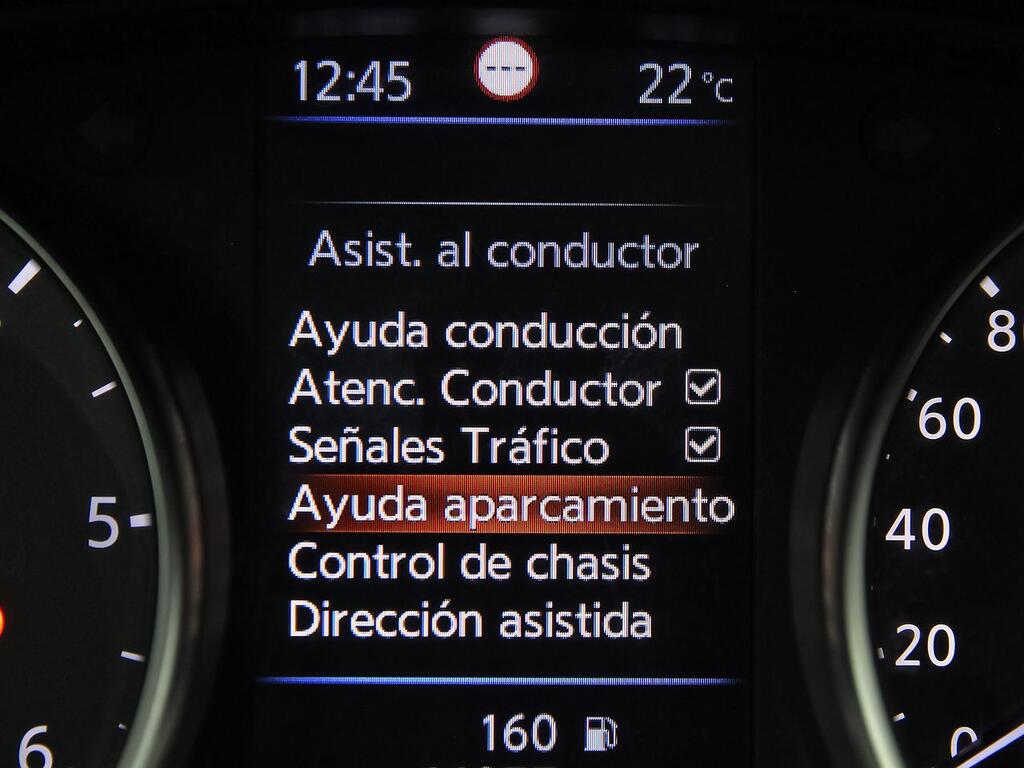 12:45 --- 22 °C
Asist. al conductor
Ayuda conducción
Atenc. Conductor
Señales Tráfico
Ayuda aparcamiento
Control de chasis
Dirección asistida
160
5
6
60
40
20
0